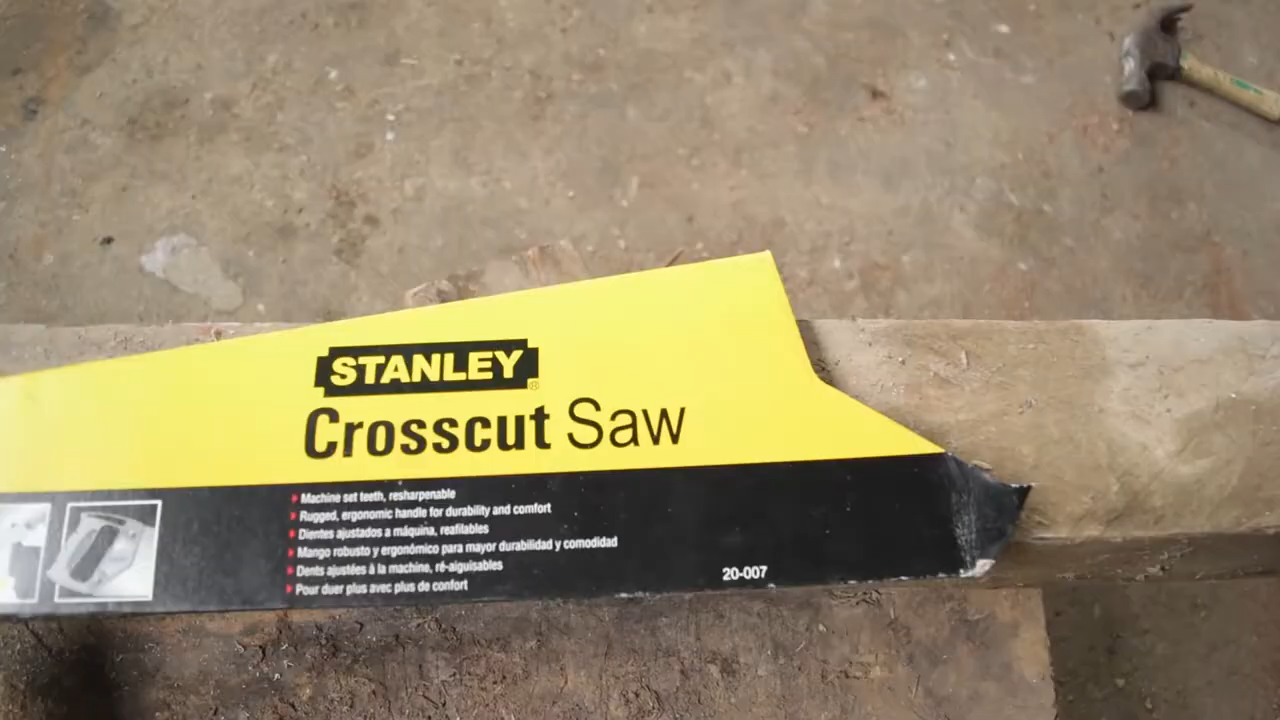 STANLEY®
Crosscut Saw
Machine set teeth, resharpenable
Rugged, ergonomic handle for durability and comfort
Dientes ajustados a máquina, reafilables
Mango robusto y ergonómico para mayor durabilidad y comodidad
Dents ajustées à la machine, ré-aiguisables
Pour duer plus avec plus de confort
20-007